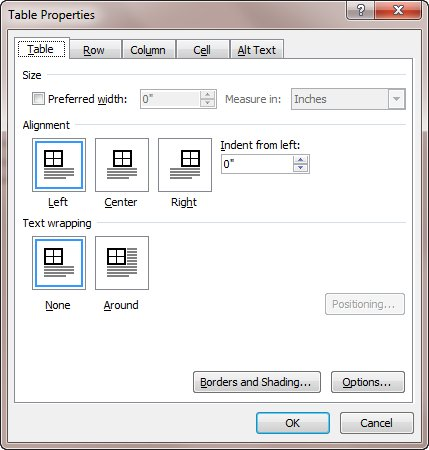 Table Properties
Table Row Column Cell Alt Text
Size
Preferred width: 0" Measure in: Inches
Alignment
Indent from left:
0"
Left Center Right
Text wrapping
None Around
Positioning...
Borders and Shading... Options...
OK Cancel